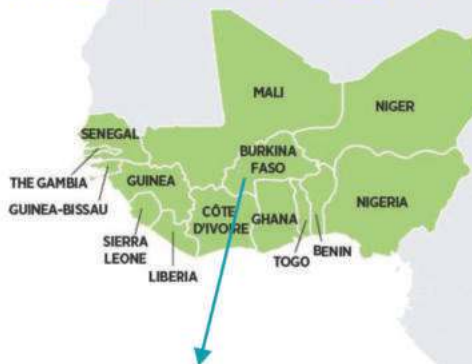 MALI
NIGER
SENEGAL
BURKINA
FASO
THE GAMBIA
GUINEA
NIGERIA
GUINEA-BISSAU
CÔTE
D'IVOIRE
GHANA
SIERRA
LEONE
BENIN
TOGO
LIBERIA